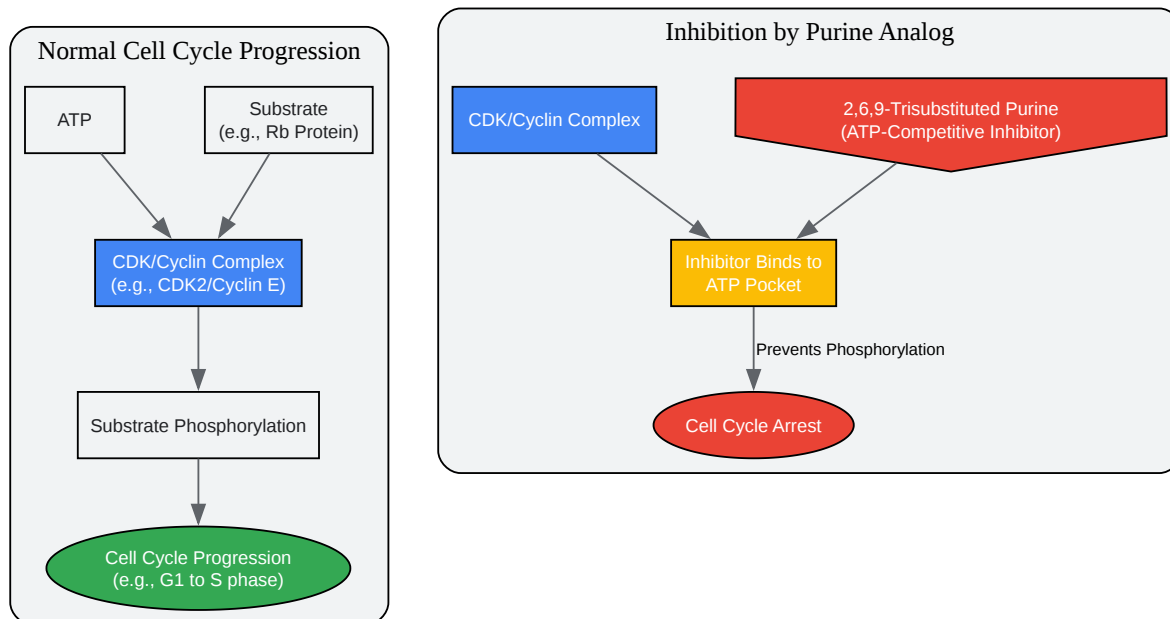 Normal Cell Cycle Progression
ATP
Substrate
(e.g., Rb Protein)
CDK/Cyclin Complex
(e.g., CDK2/Cyclin E)
Substrate Phosphorylation
Cell Cycle Progression
(e.g., G1 to S phase)
Inhibition by Purine Analog
CDK/Cyclin Complex
2,6,9-Trisubstituted Purine
(ATP-Competitive Inhibitor)
Inhibitor Binds to
ATP Pocket
Prevents Phosphorylation
Cell Cycle Arrest